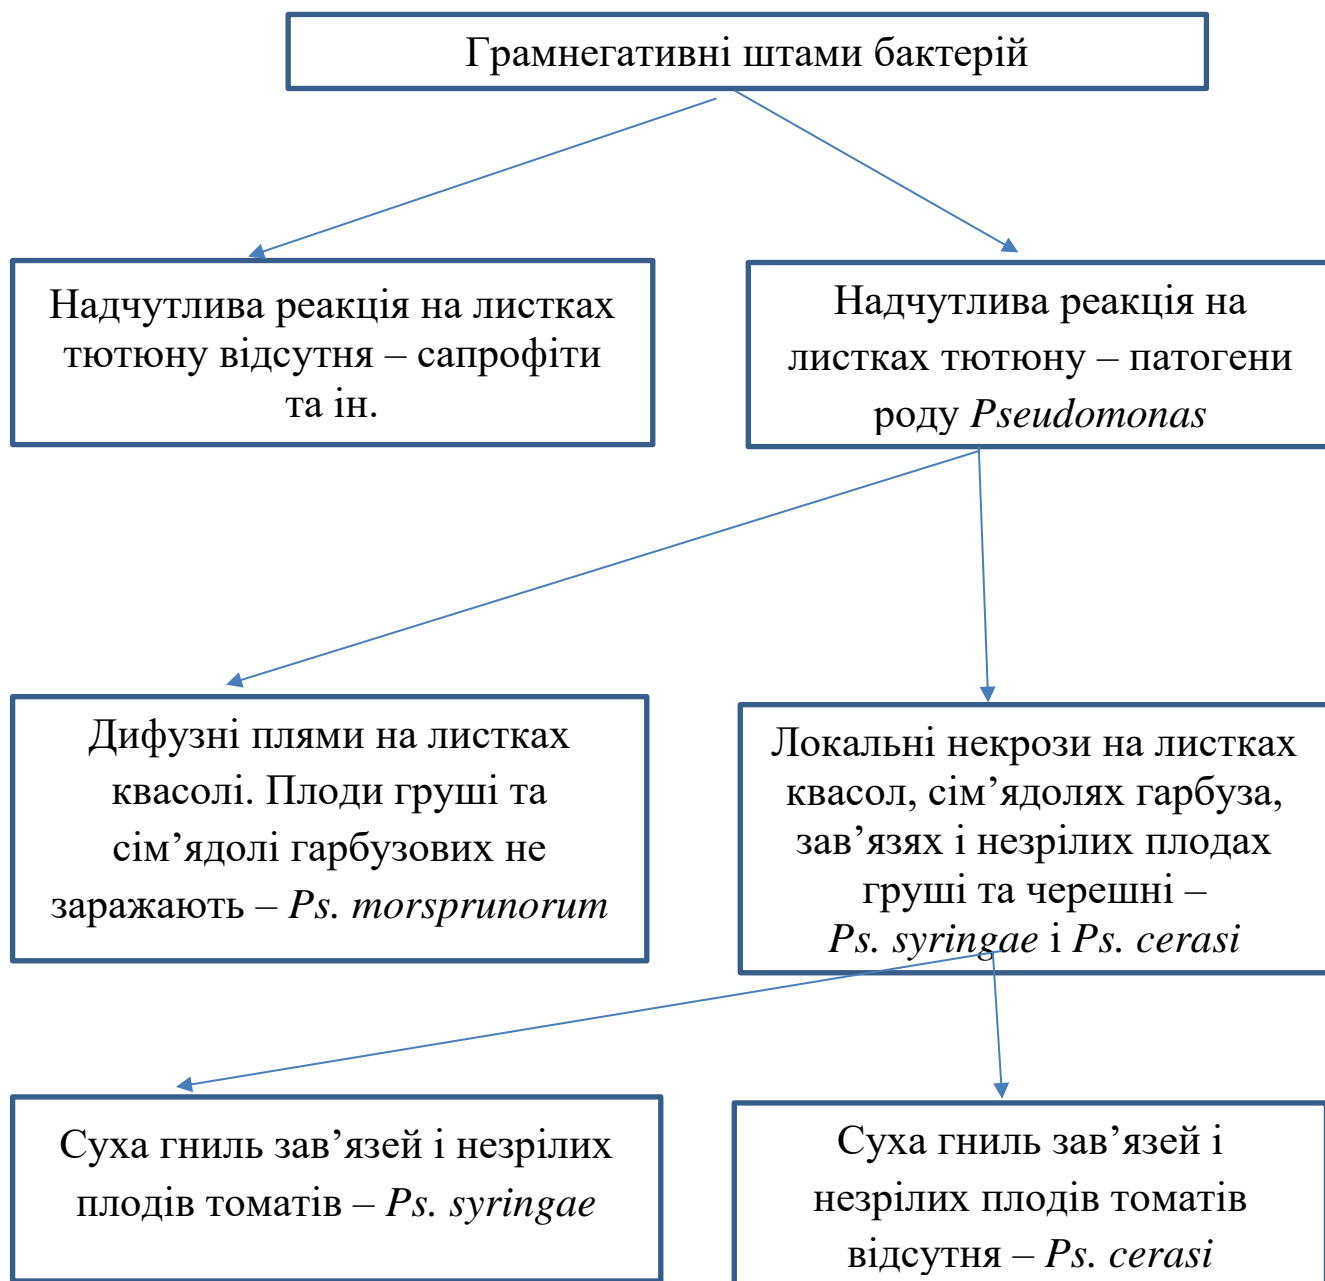 Грамнегативні штами бактерій
Надчутлива реакція на листках
тютюну відсутня – сапрофіти
та ін.
Надчутлива реакція на
листках тютюну – патогени
роду Pseudomonas
Дифузні плями на листках
квасолі. Плоди груші та
сім’ядолі гарбузових не
заражають – Ps. morsprunorum
Локальні некрози на листках
квасол, сім’ядолях гарбуза,
зав’язях і незрілих плодах
груші та черешні –
Ps. syringae і Ps. cerasi
Суха гниль зав’язей і незрілих
плодів томатів – Ps. syringae
Суха гниль зав’язей і
незрілих плодів томатів
відсутня – Ps. cerasi